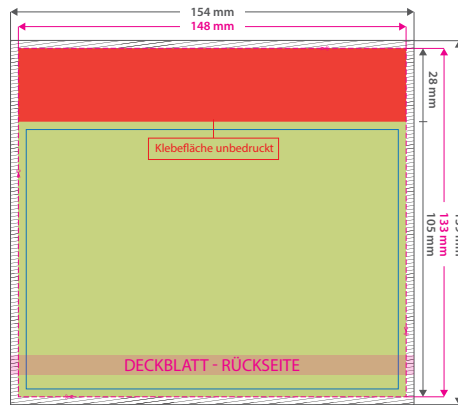 154 mm
148 mm
28 mm
Klebefläche unbedruckt
105 mm
133 mm
DECKBLATT - RÜCKSEITE